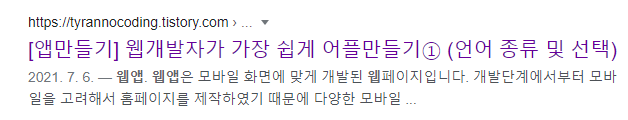 https://tyrannocoding.tistory.com › ...
[앱만들기] 웹개발자가 가장 쉽게 어플만들기① (언어 종류 및 선택)
2021. 7. 6. — 웹앱. 웹앱은 모바일 화면에 맞게 개발된 웹페이지입니다. 개발단계에서부터 모바
일을 고려해서 홈페이지를 제작하였기 때문에 다양한 모바일 ...